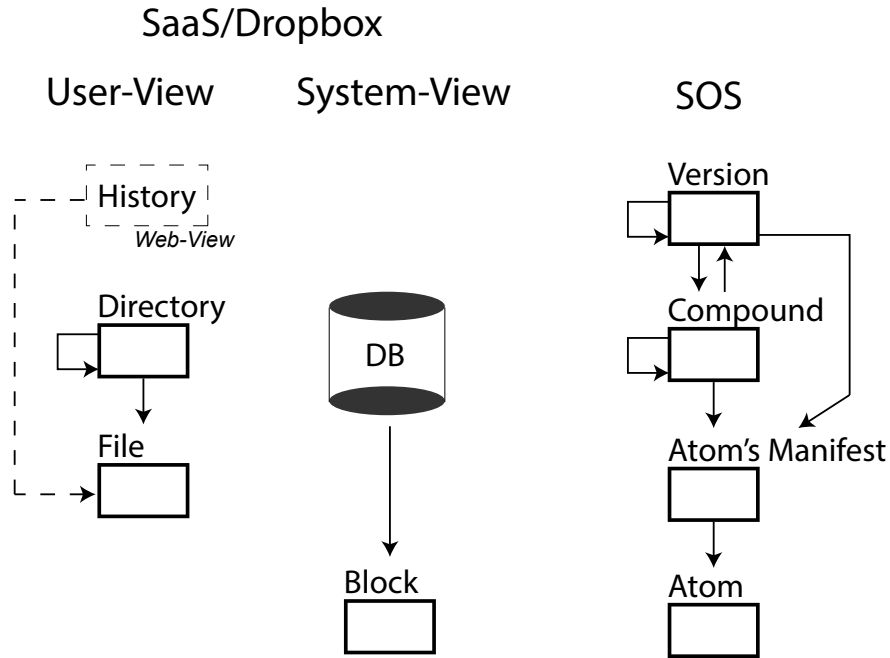 SaaS/Dropbox
User-View
System-View
SOS
History
Web-View
Directory
File
DB
Block
Version
Compound
Atom's Manifest
Atom